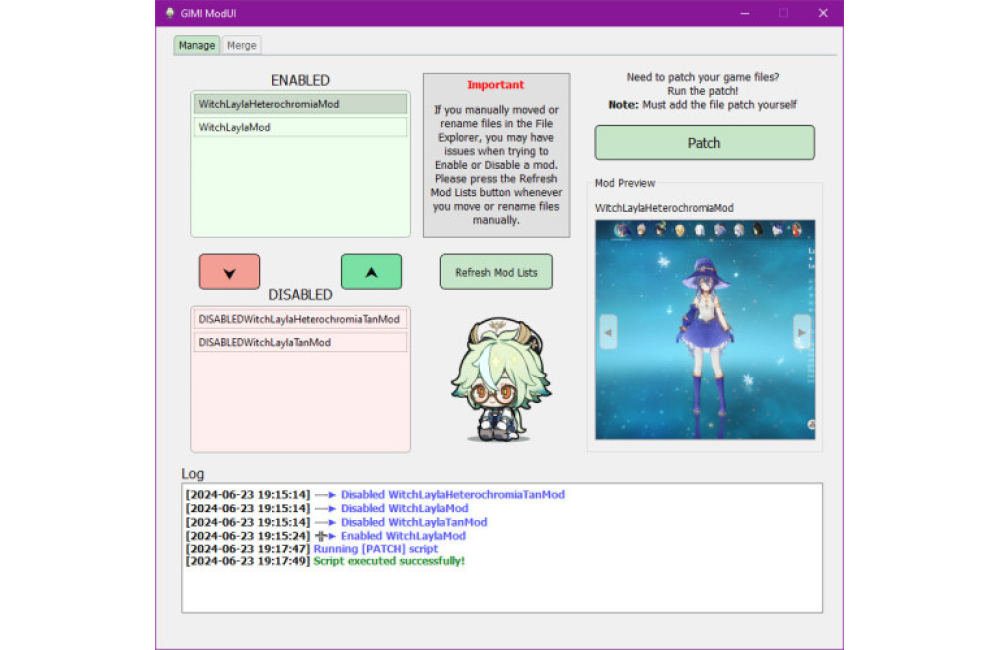 GIMI ModUI
Manage
Merge
ENABLED
WitchLaylaHeterochromiaMod
WitchLaylaMod
Important
If you manually moved or
rename files in the File
Explorer, you may have
issues when trying to
Enable or Disable a mod.
Please press the Refresh
Mod Lists button whenever
you move or rename files
manually.
Need to patch your game files?
Run the patch!
Note: Must add the file patch yourself
Patch
Mod Preview
WitchLaylaHeterochromiaMod
Refresh Mod Lists
DISABLED
DISABLEDWitchLaylaHeterochromiaTanMod
DISABLEDWitchLaylaTanMod
Log
[2024-06-23 19:15:14] Disabled WitchLaylaHeterochromiaTanMod
[2024-06-23 19:15:14] Disabled WitchLaylaMod
[2024-06-23 19:15:14] Disabled WitchLaylaTanMod
[2024-06-23 19:15:24] Enabled WitchLaylaMod
[2024-06-23 19:17:47] Running [PATCH] script
[2024-06-23 19:17:49] Script executed successfully!